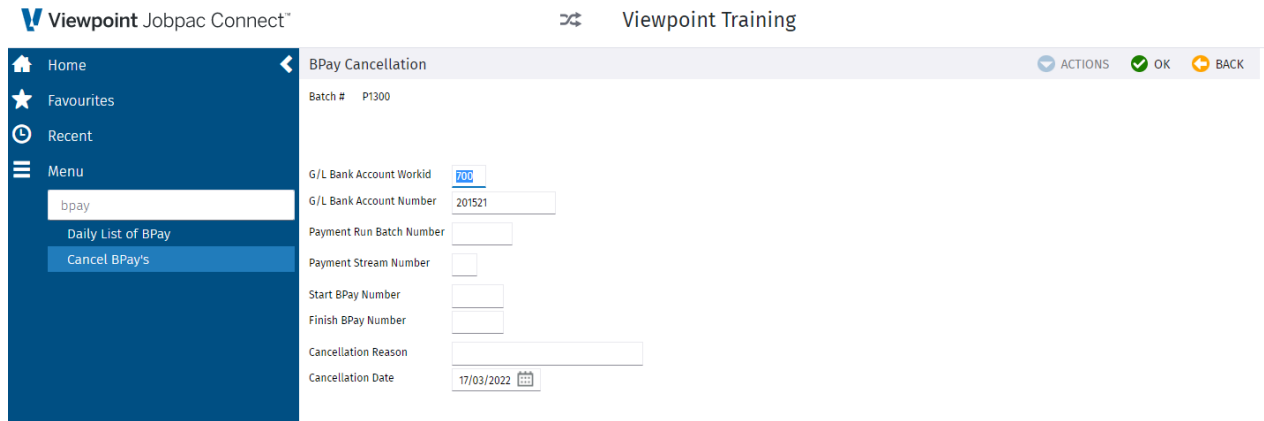 Viewpoint Jobpac Connect™ Viewpoint Training
Home
Favourites
Recent
Menu
bpay
Daily List of BPay
Cancel BPay's
BPay Cancellation ACTIONS OK BACK
Batch # P1300
G/L Bank Account Workid 700
G/L Bank Account Number 201521
Payment Run Batch Number
Payment Stream Number
Start BPay Number
Finish BPay Number
Cancellation Reason
Cancellation Date 17/03/2022